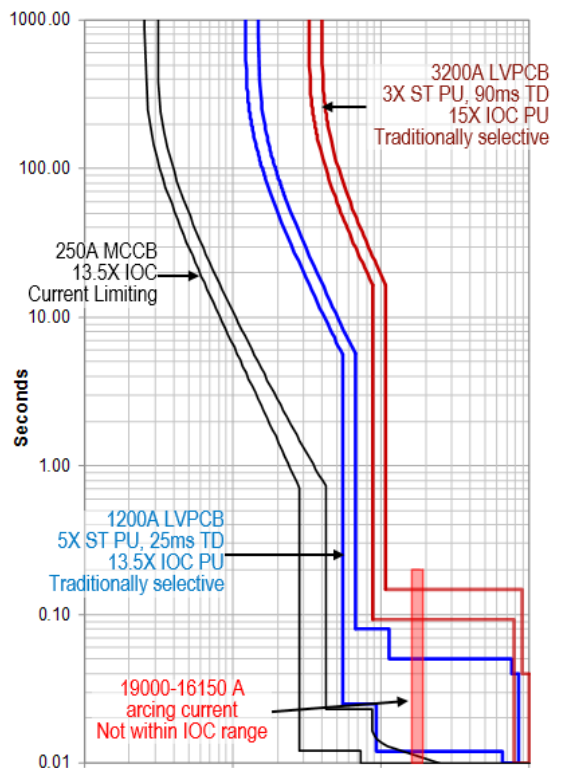 1000.00
3200A LVPCB
3X ST PU, 90ms TD
15X IOC PU
Traditionally selective
100.00
250A MCCB
13.5X IOC
Current Limiting
10.00
Seconds
1.00
1200A LVPCB
5X ST PU, 25ms TD
13.5X IOC PU
Traditionally selective
0.10
19000-16150 A
arcing current
Not within IOC range
0.01